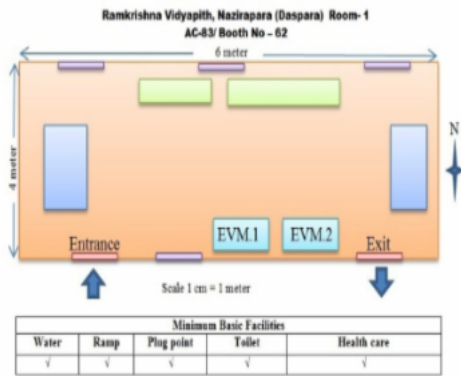 Ramkrishna Vidyapith, Nazirapara (Daspara) Room- 1
AC-83/ Booth No – 62
6 meter
4 meter
N
EVM.1 EVM.2
Entrance Exit
Scale 1 cm = 1 meter
Minimum Basic Facilities
Water Ramp Plug point Toilet Health care
√ √ √ √ √